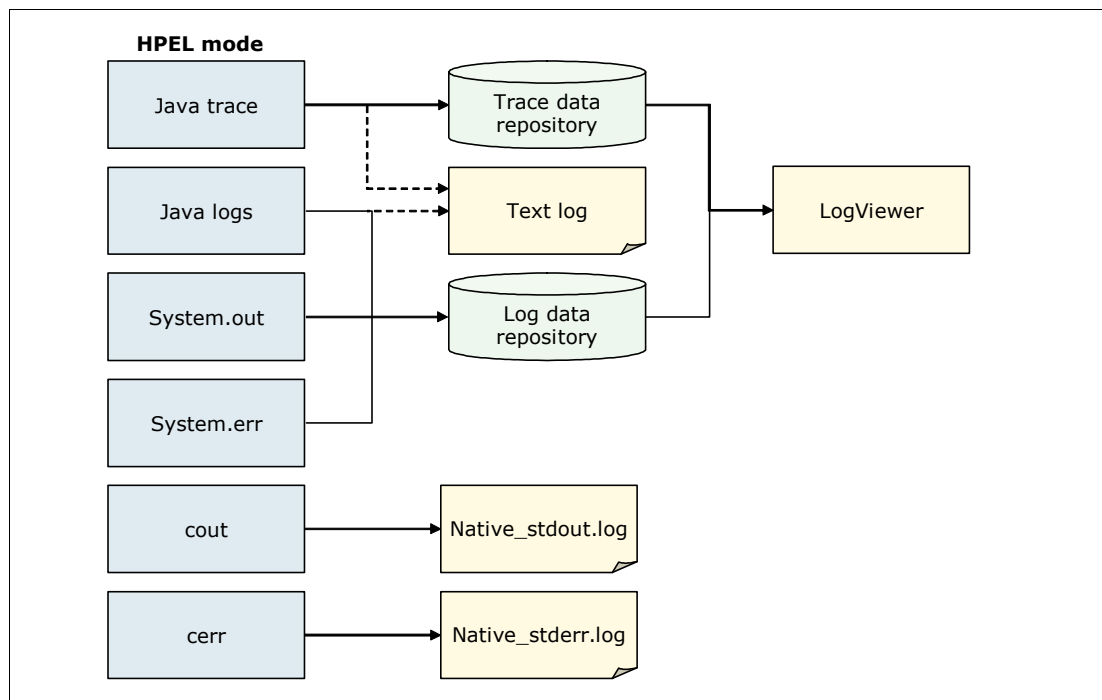 HPEL mode
Java trace
Trace data
repository
Java logs
Text log
LogViewer
System.out
Log data
repository
System.err
cout
Native_stdout.log
cerr
Native_stderr.log